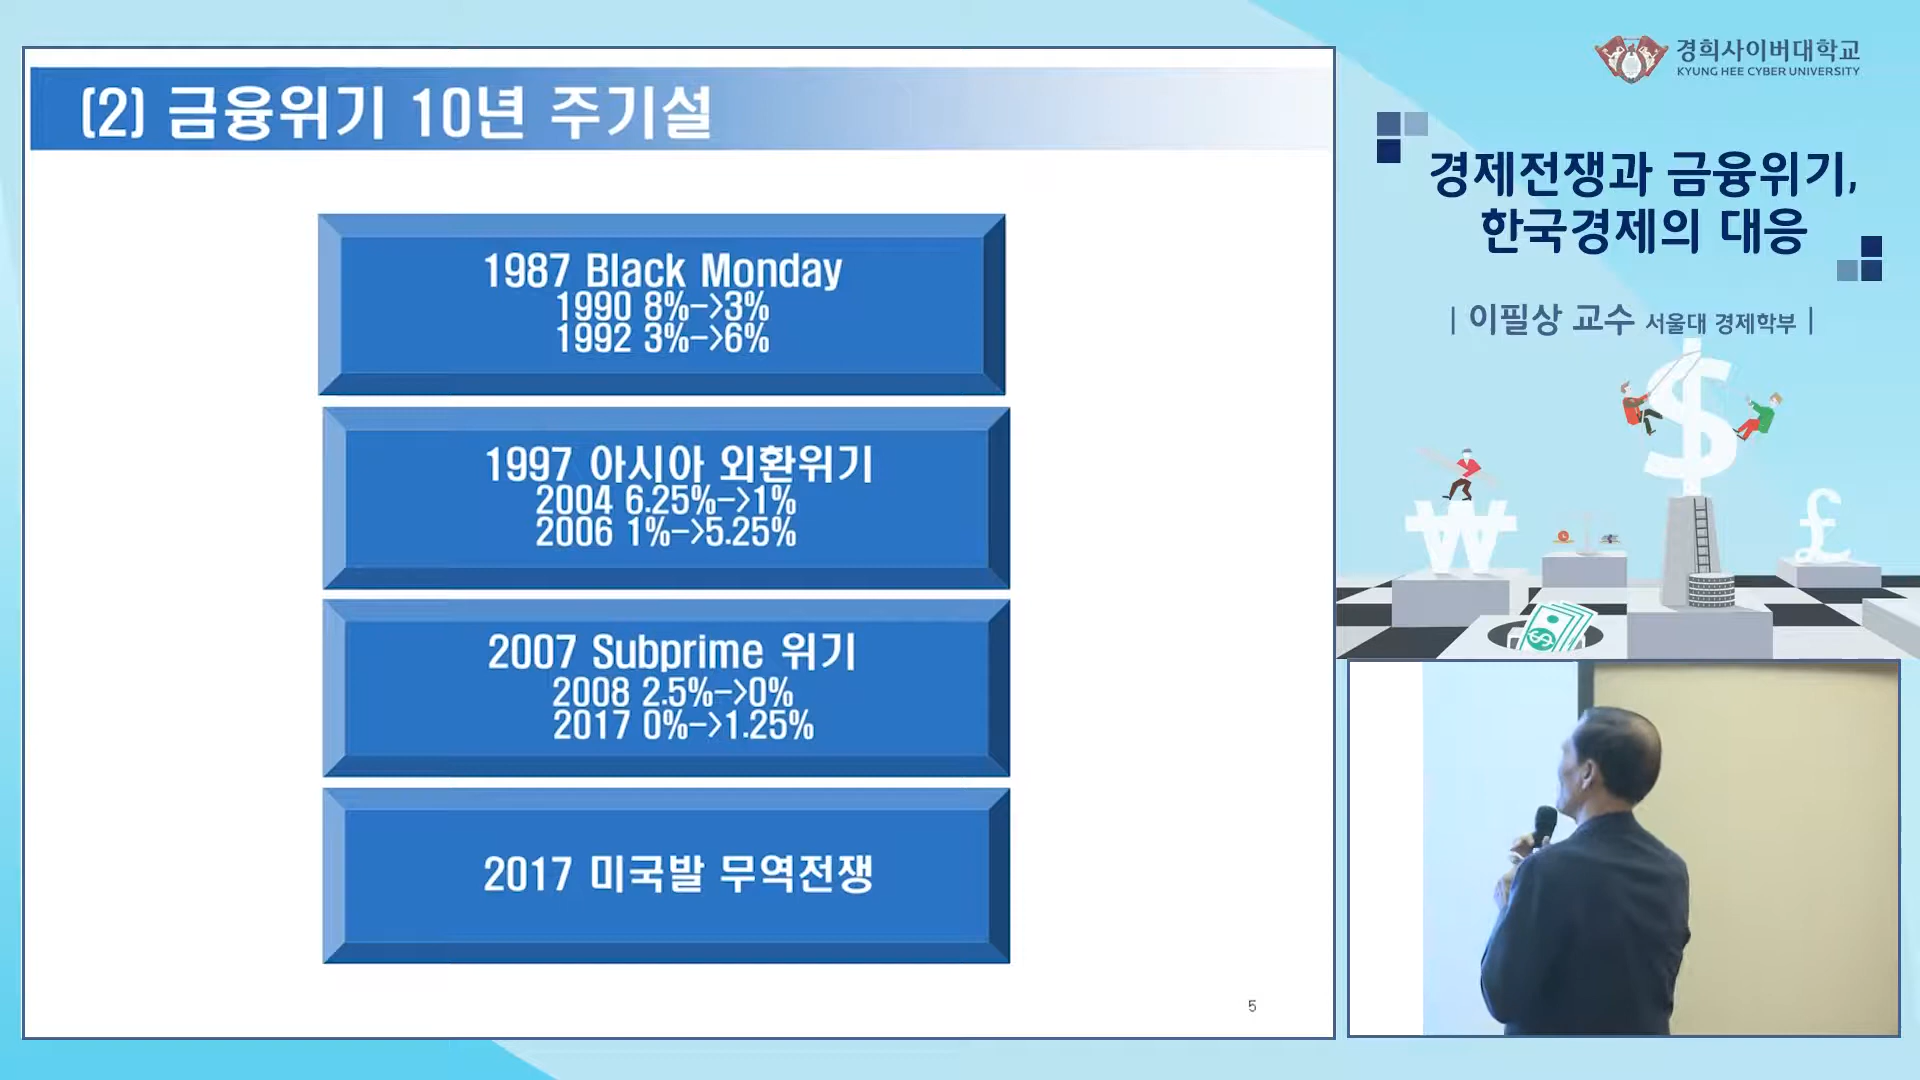 (2) 금융위기 10년 주기설
1987 Black Monday
1990 8%->3%
1992 3%->6%
1997 아시아 외환위기
2004 6.25%->1%
2006 1%->5.25%
2007 Subprime 위기
2008 2.5%->0%
2017 0%->1.25%
2017 미국발 무역전쟁
5
경희사이버대학교
KYUNG HEE CYBER UNIVERSITY
경제전쟁과 금융위기,
한국경제의 대응
| 이필상 교수 서울대 경제학부 |